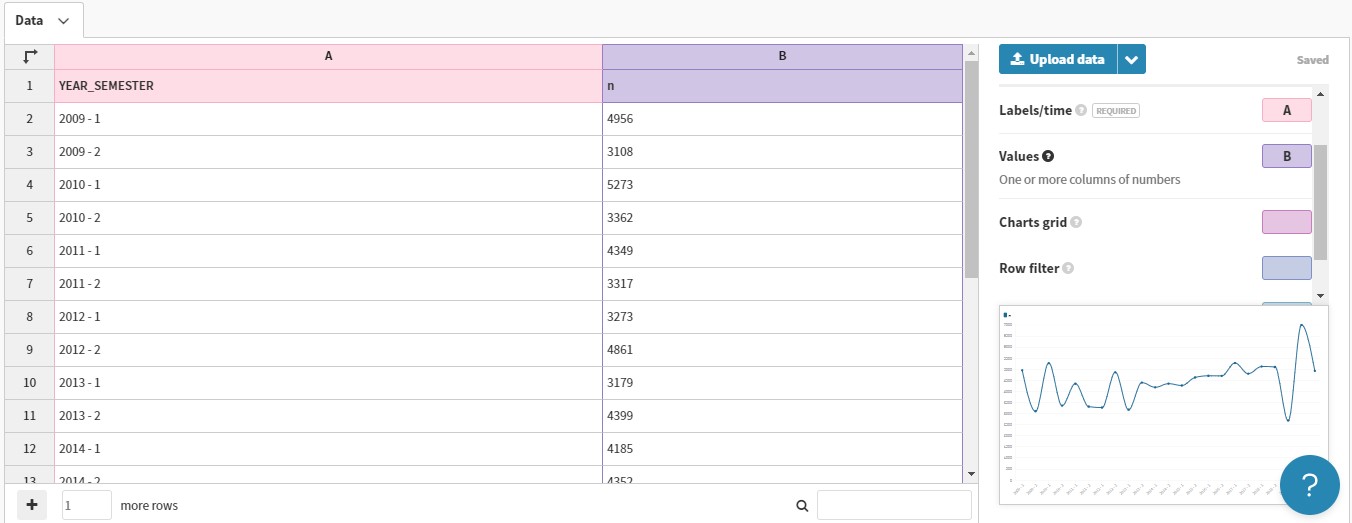 Data
A B
1 YEAR_SEMESTER n
2 2009 - 1 4956
3 2009 - 2 3108
4 2010 - 1 5273
5 2010 - 2 3362
6 2011 - 1 4349
7 2011 - 2 3317
8 2012 - 1 3273
9 2012 - 2 4861
10 2013 - 1 3179
11 2013 - 2 4399
12 2014 - 1 4185
13 2014 - 2 4352
+ 1 more rows
Upload data Saved
Labels/time ? REQUIRED A
Values ? B
One or more columns of numbers
Charts grid ?
Row filter ?
?